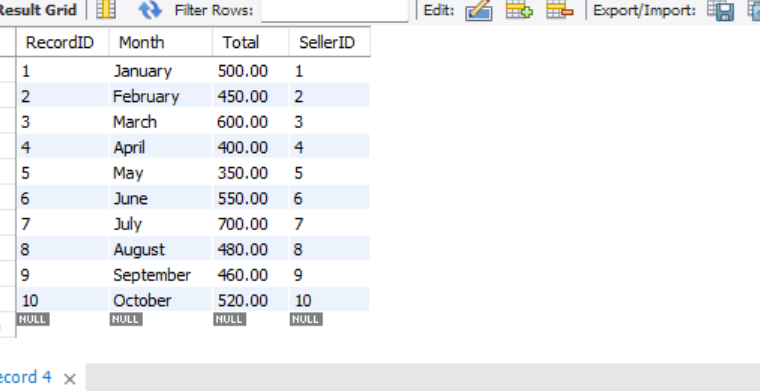 Result Grid Filter Rows: Edit: Export/Import:
RecordID Month Total SellerID
1 January 500.00 1
2 February 450.00 2
3 March 600.00 3
4 April 400.00 4
5 May 350.00 5
6 June 550.00 6
7 July 700.00 7
8 August 480.00 8
9 September 460.00 9
10 October 520.00 10
NULL NULL NULL NULL
ecord 4